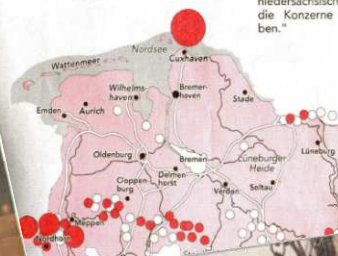 niedersächsisch
die Konzerne
ben."
Nordsee
Cuxhaven
Wattenmeer
Wilhelms-
haven
Bremer-
haven
Stade
Emden
Aurich
Oldenburg
Bremen
Lüneburger
Heide
Lüneburg
Cloppen-
burg
Delmen-
horst
Verden
Soltau
Meppen
Nordhorn